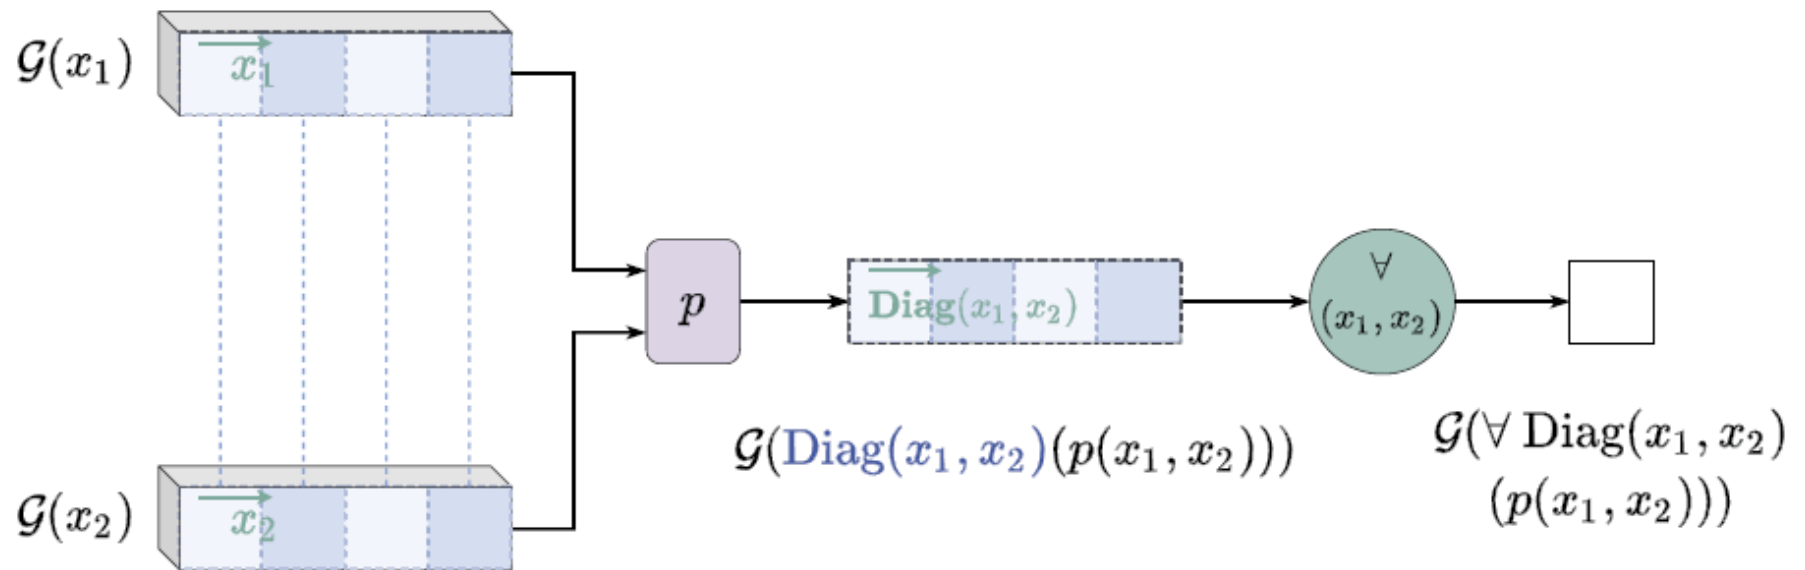 𝒢(x₁)
x₁
p
Diag(x₁, x₂)
∀
(x₁, x₂)
𝒢(Diag(x₁, x₂)(p(x₁, x₂)))
𝒢(∀ Diag(x₁, x₂)
(p(x₁, x₂)))
𝒢(x₂)
x₂